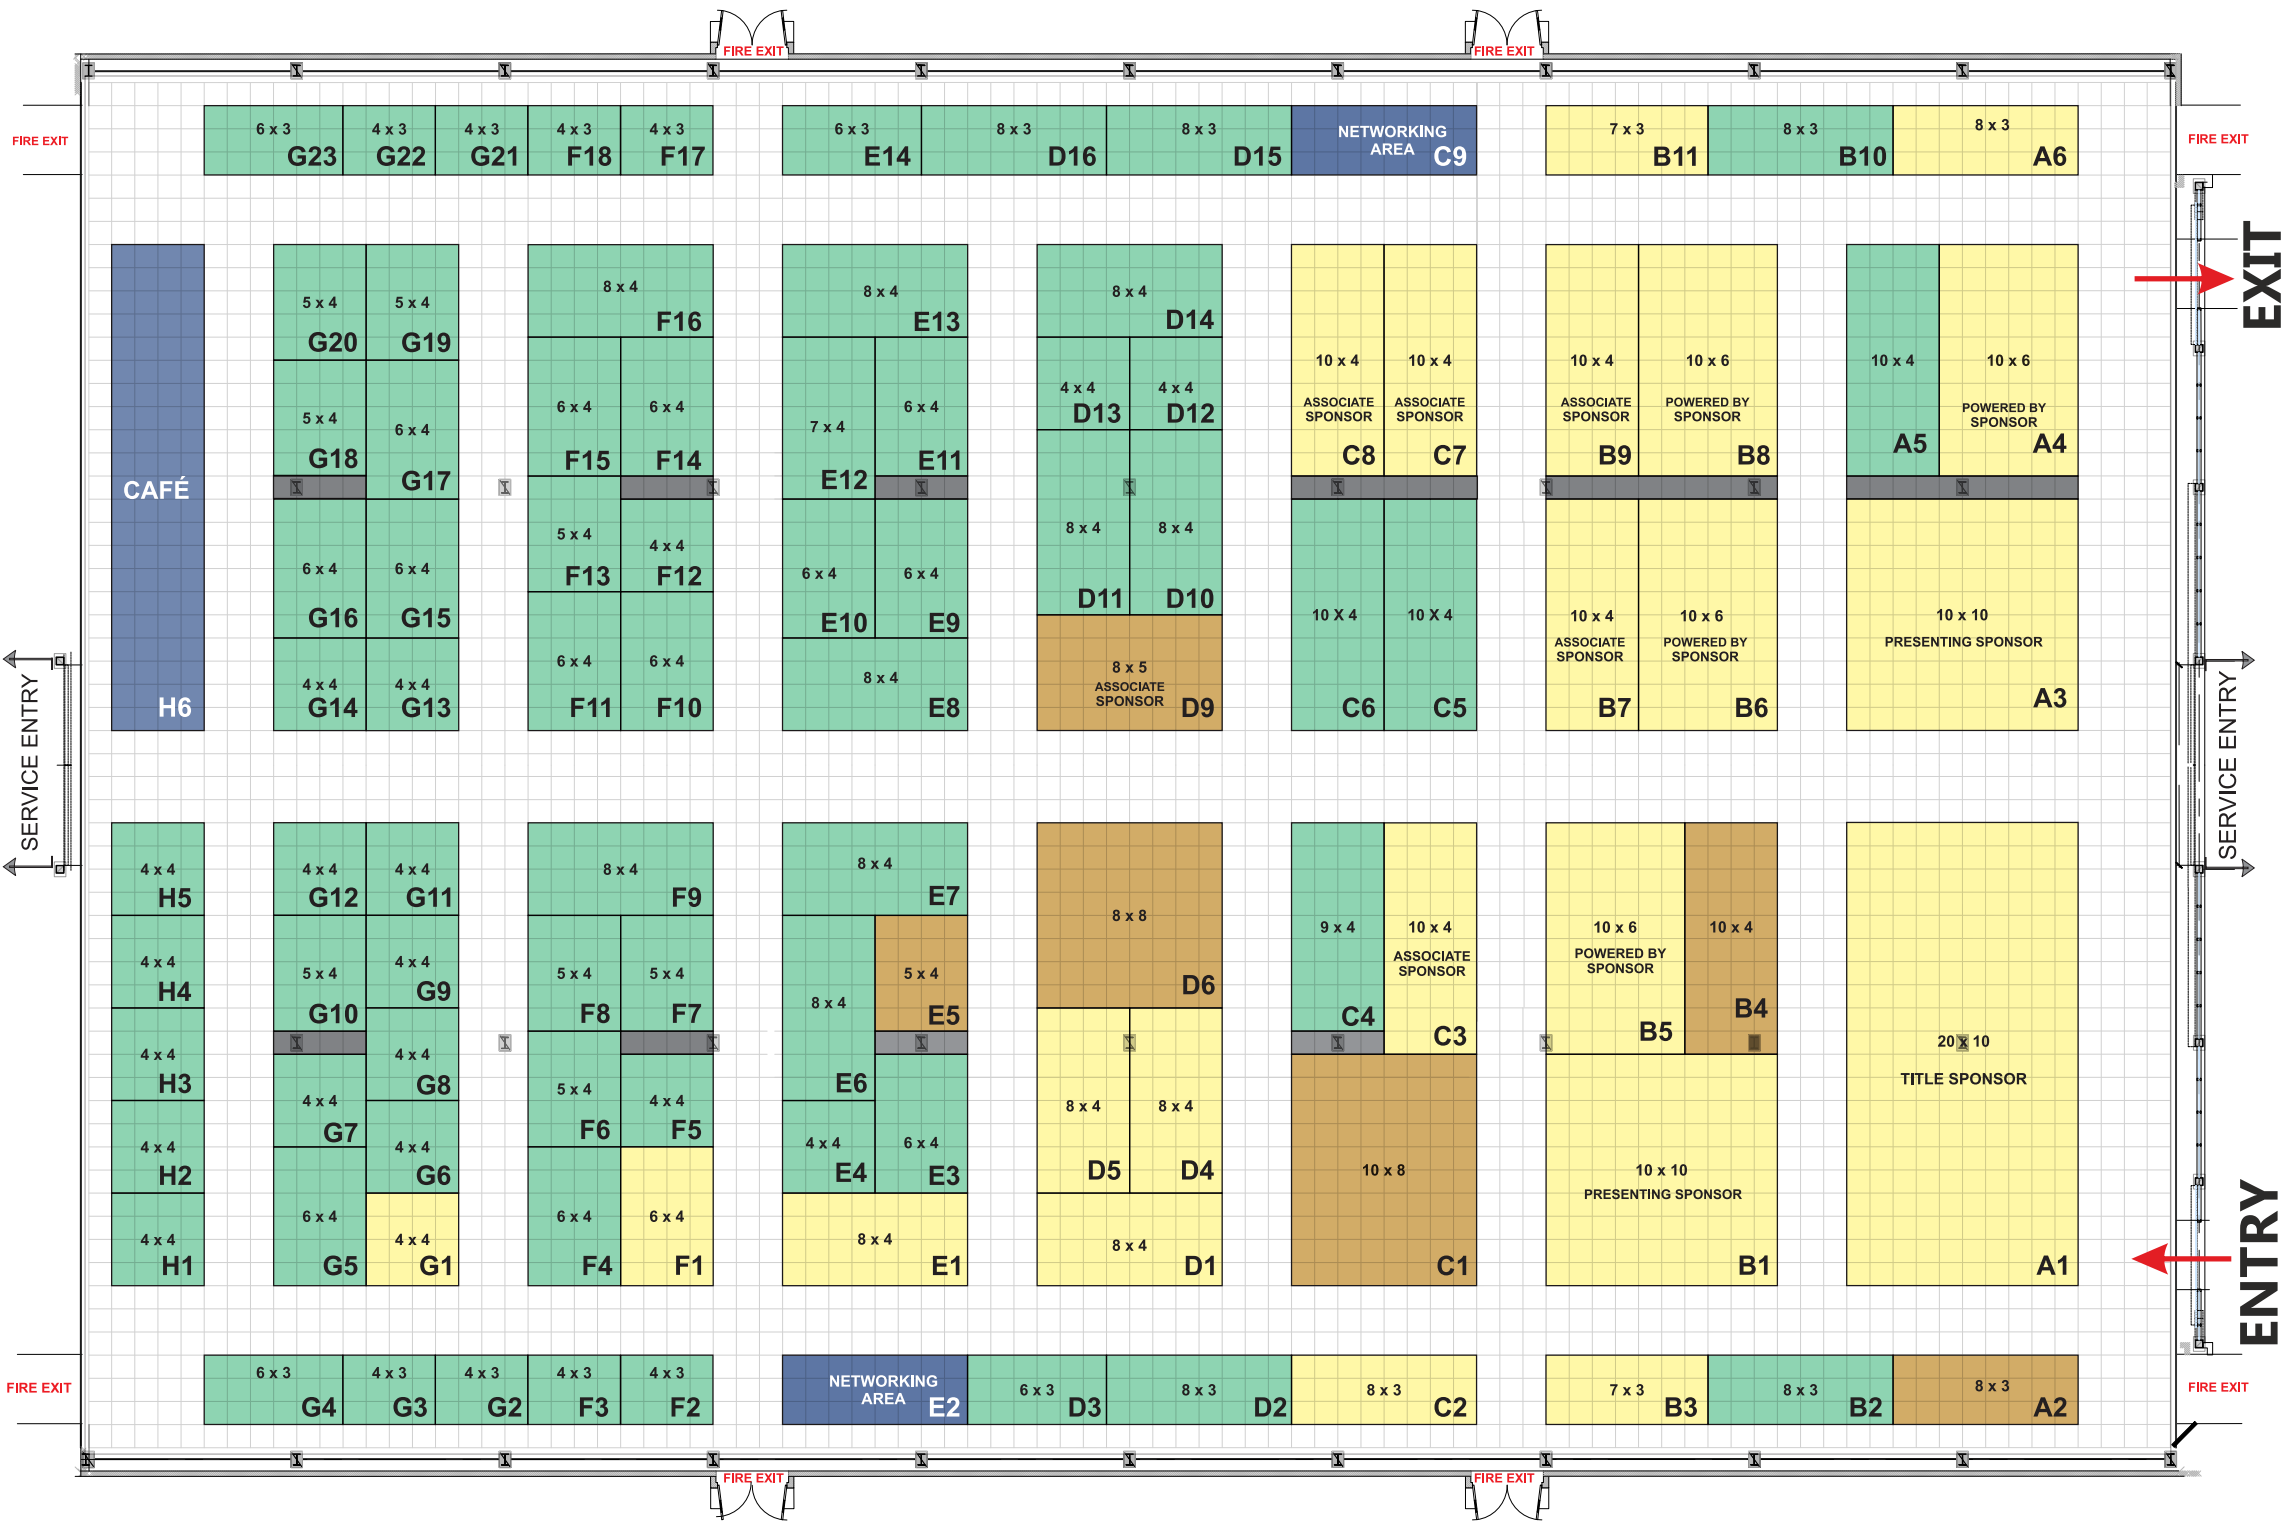 FIRE EXIT
FIRE EXIT
FIRE EXIT
6 x 3
G23
4 x 3
G22
4 x 3
G21
4 x 3
F18
4 x 3
F17
6 x 3
E14
8 x 3
D16
8 x 3
D15
NETWORKING
AREA
C9
7 x 3
B11
8 x 3
B10
8 x 3
A6
FIRE EXIT
EXIT
CAFÉ
H6
5 x 4
G20
5 x 4
G19
5 x 4
G18
6 x 4
G17
6 x 4
G16
6 x 4
G15
4 x 4
G14
4 x 4
G13
8 x 4
F16
6 x 4
F15
6 x 4
F14
5 x 4
F13
4 x 4
F12
6 x 4
F11
6 x 4
F10
8 x 4
E13
7 x 4
E12
6 x 4
E11
6 x 4
E10
6 x 4
E9
8 x 4
E8
8 x 4
D14
4 x 4
D13
4 x 4
D12
8 x 4
D11
8 x 4
D10
8 x 5
ASSOCIATE
SPONSOR
D9
10 x 4
ASSOCIATE
SPONSOR
C8
10 x 4
ASSOCIATE
SPONSOR
C7
10 X 4
C6
10 X 4
C5
10 x 4
ASSOCIATE
SPONSOR
B9
10 x 6
POWERED BY
SPONSOR
B8
10 x 4
ASSOCIATE
SPONSOR
B7
10 x 6
POWERED BY
SPONSOR
B6
10 x 4
A5
10 x 6
POWERED BY
SPONSOR
A4
10 x 10
PRESENTING SPONSOR
A3
SERVICE ENTRY
SERVICE ENTRY
4 x 4
H5
4 x 4
H4
4 x 4
H3
4 x 4
H2
4 x 4
H1
4 x 4
G12
4 x 4
G11
5 x 4
G10
4 x 4
G9
4 x 4
G8
4 x 4
G7
4 x 4
G6
6 x 4
G5
4 x 4
G1
8 x 4
F9
5 x 4
F8
5 x 4
F7
5 x 4
F6
4 x 4
F5
6 x 4
F4
6 x 4
F1
8 x 4
E7
8 x 4
E6
5 x 4
E5
4 x 4
E4
6 x 4
E3
8 x 4
E1
8 x 8
D6
8 x 4
D5
8 x 4
D4
8 x 4
D1
9 x 4
C4
10 x 4
ASSOCIATE
SPONSOR
C3
10 x 8
C1
10 x 6
POWERED BY
SPONSOR
B5
10 x 4
B4
10 x 10
PRESENTING SPONSOR
B1
20 x 10
TITLE SPONSOR
A1
ENTRY
FIRE EXIT
6 x 3
G4
4 x 3
G3
4 x 3
G2
4 x 3
F3
4 x 3
F2
NETWORKING
AREA
E2
6 x 3
D3
8 x 3
D2
8 x 3
C2
7 x 3
B3
8 x 3
B2
8 x 3
A2
FIRE EXIT
FIRE EXIT
FIRE EXIT